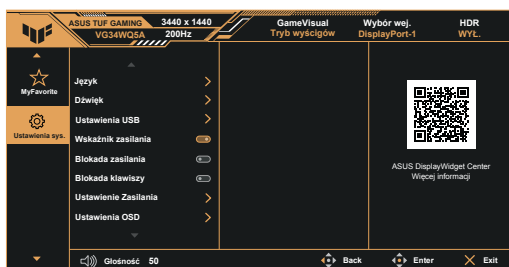 ASUS TUF GAMING 3440 x 1440
VG34WQ5A 200Hz
GameVisual
Tryb wyścigów
Wybór wej.
DisplayPort-1
HDR
WYŁ.
MyFavorite
Ustawienia sys.
Język
Dźwięk
Ustawienia USB
Wskaźnik zasilania
Blokada zasilania
Blokada klawiszy
Ustawienie Zasilania
Ustawienia OSD
ASUS DisplayWidget Center
Więcej informacji
Głośność 50
Back
Enter
Exit